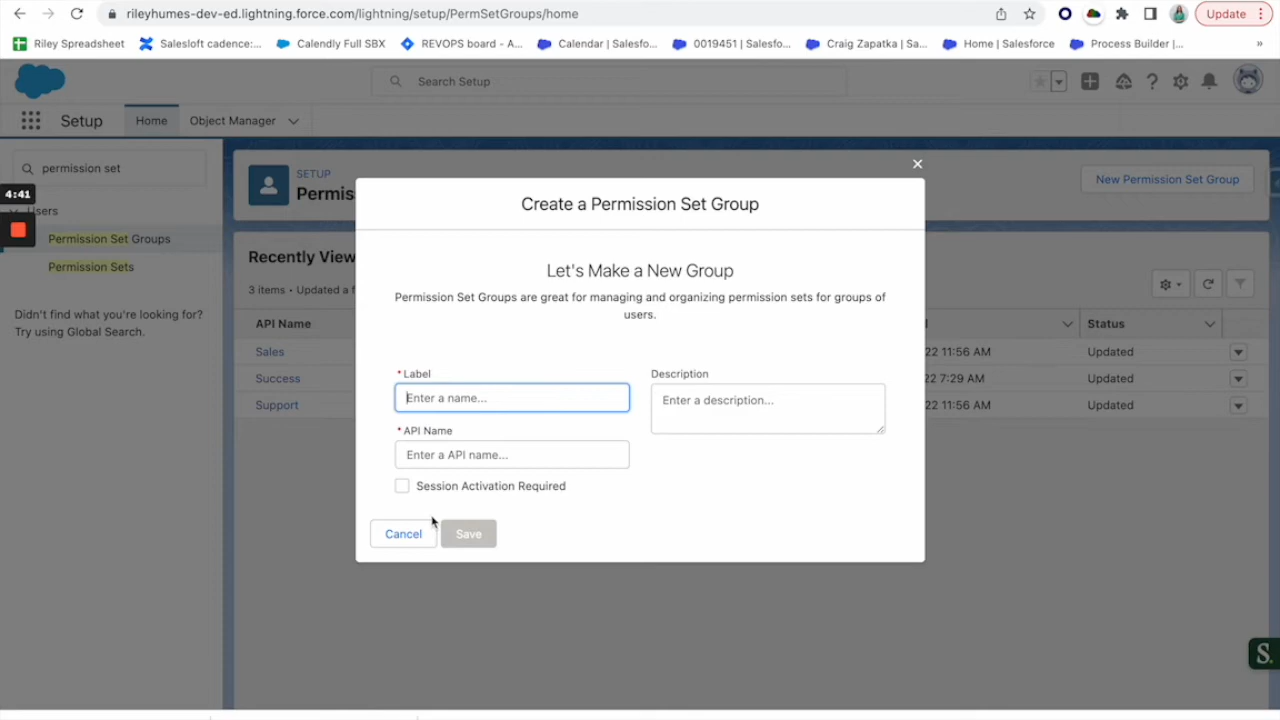 rileyhumes-dev-ed.lightning.force.com/lightning/setup/PermSetGroups/home
Update
Riley Spreadsheet
Salesloft cadence:...
Calendly Full SBX
REVOPS board - A...
Calendar | Salesfo...
0019451 | Salesfo...
Craig Zapatka | Sa...
Home | Salesforce
Process Builder |...
»
Search Setup
Setup
Home
Object Manager
permission set
4:41
Users
Permission Set Groups
Permission Sets
Didn't find what you're looking for?
Try using Global Search.
SETUP
Permis
New Permission Set Group
Recently View
3 items • Updated a f
API Name
Status
Sales
22 11:56 AM
Updated
Success
22 7:29 AM
Updated
Support
22 11:56 AM
Updated
Create a Permission Set Group
Let's Make a New Group
Permission Set Groups are great for managing and organizing permission sets for groups of
users.
* Label
Enter a name...
Description
Enter a description...
* API Name
Enter a API name...
Session Activation Required
Cancel
Save
S.